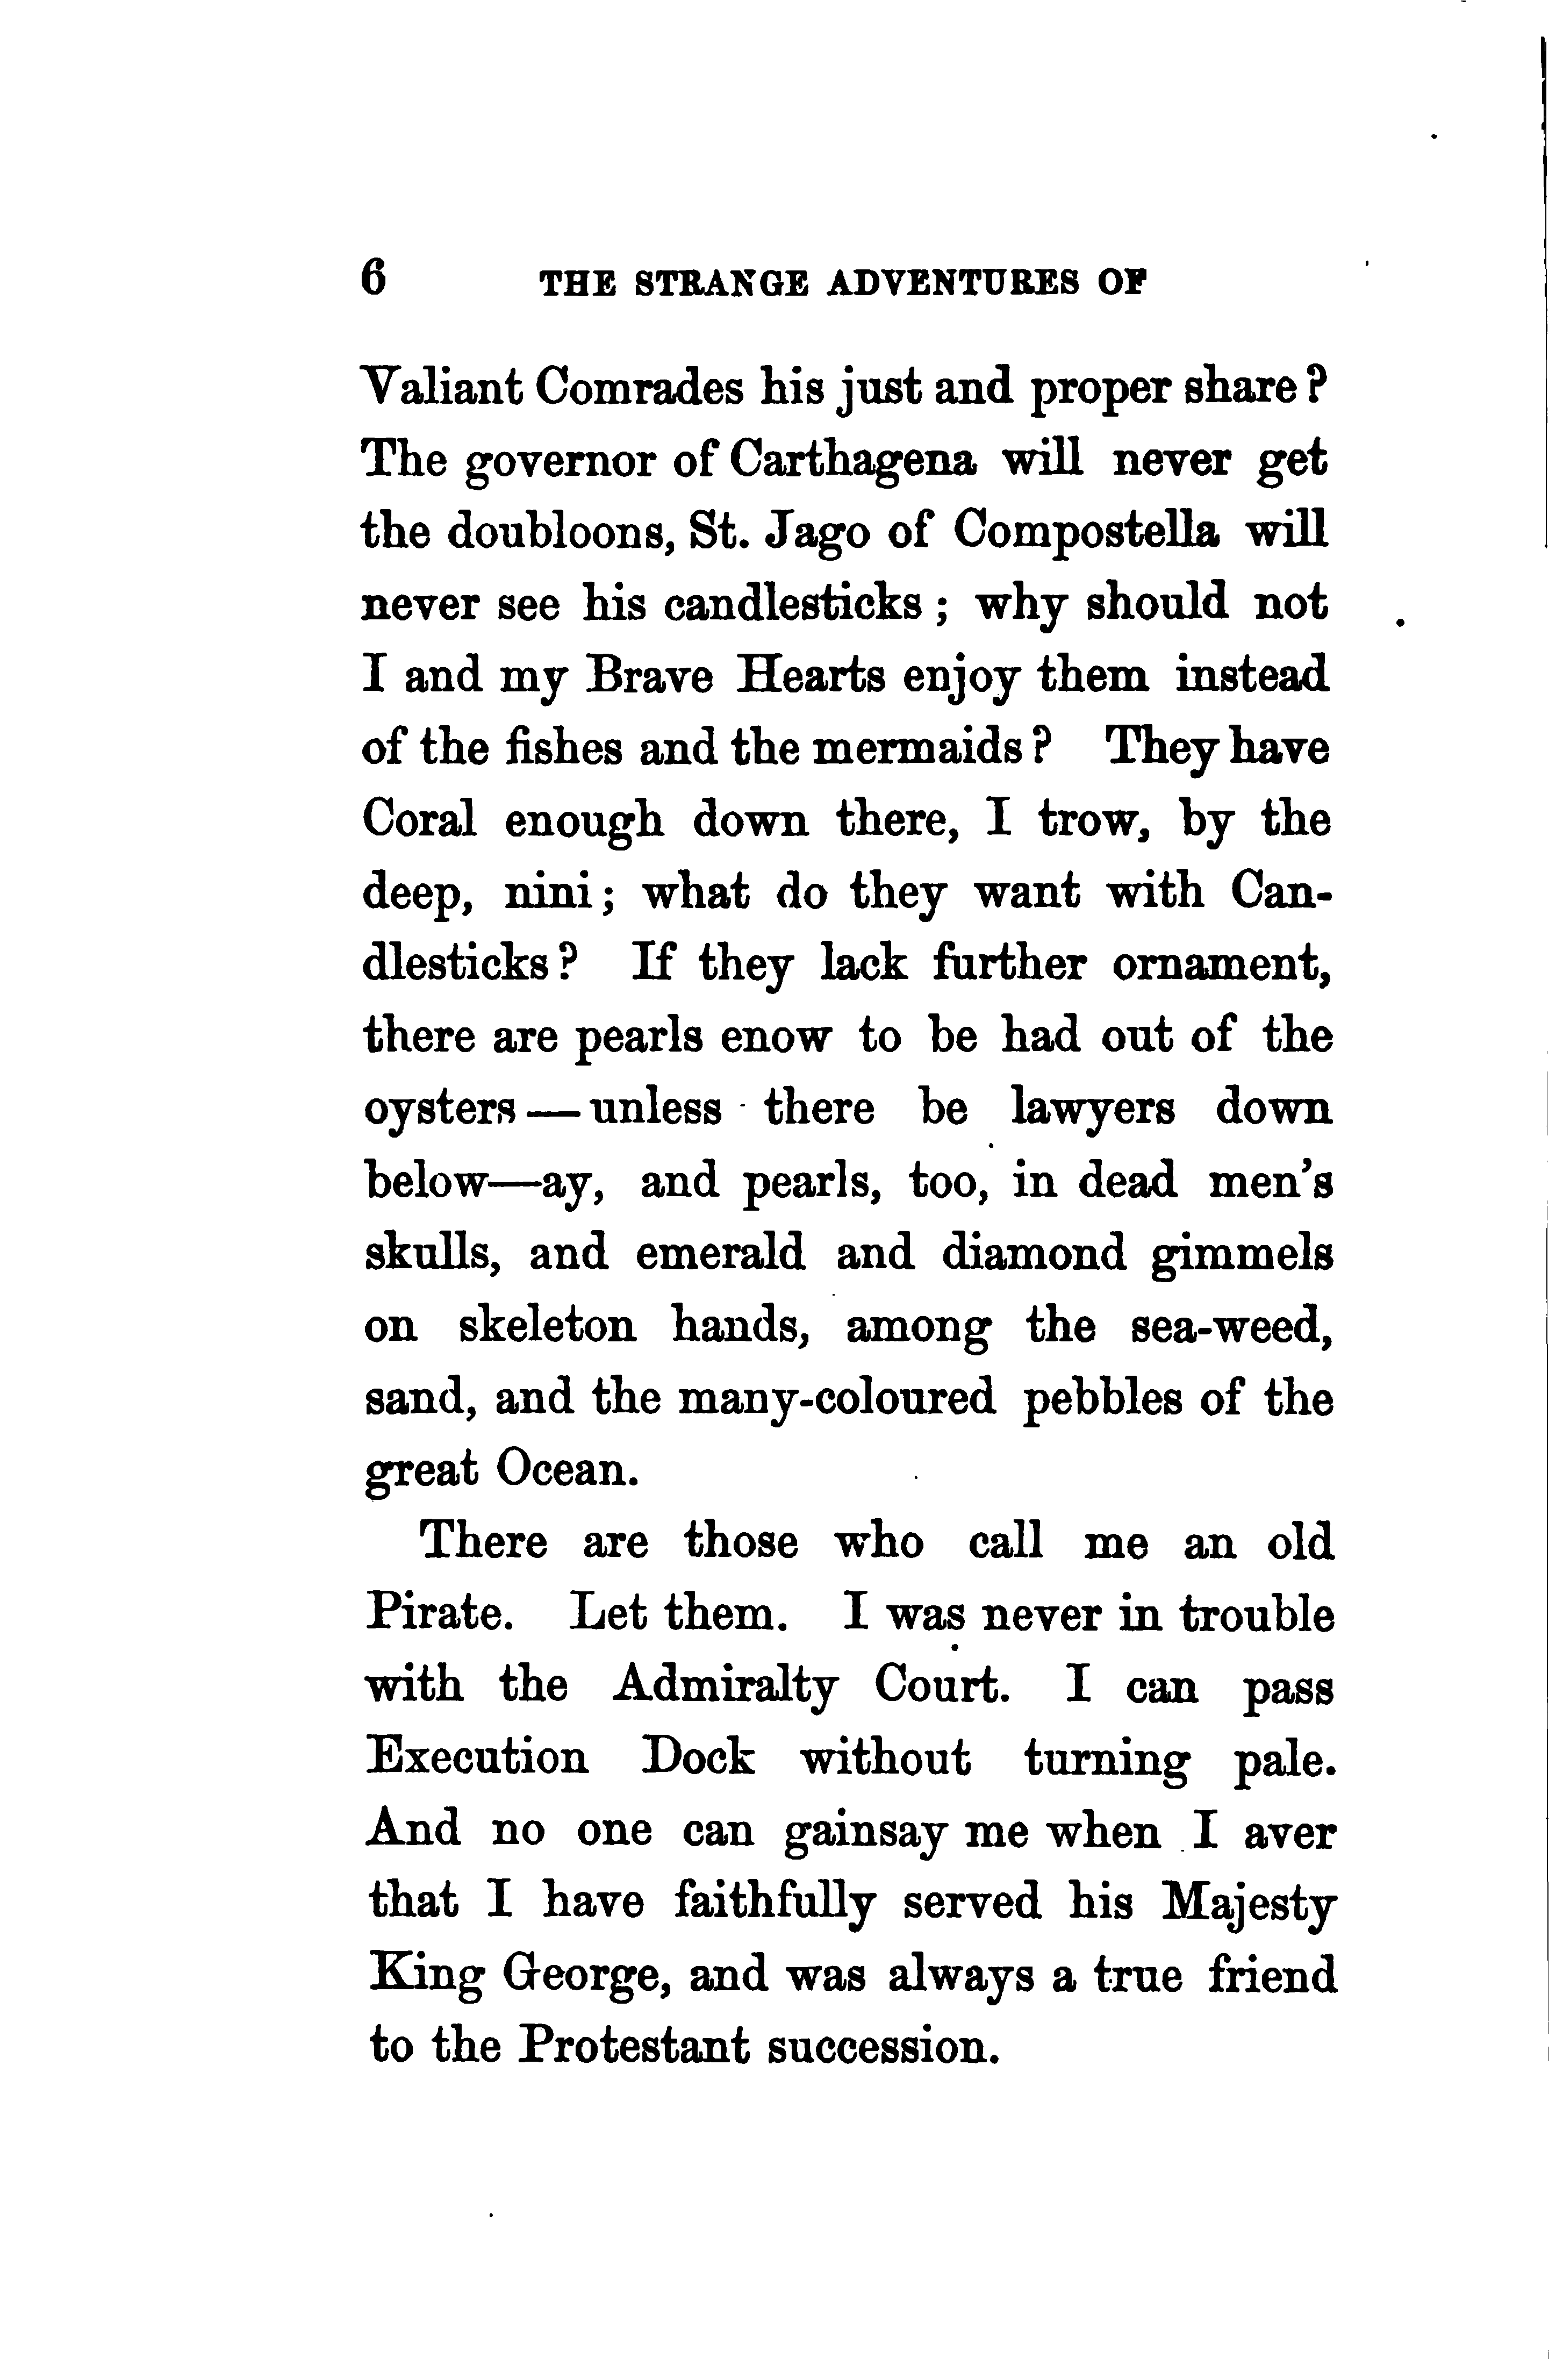 6 THE STRANGE ADVENTURES OF
Valiant Comrades his just and proper share?
The governor of Carthagena will never get
the doubloons, St. Jago of Compostella will
never see his candlesticks; why should not
I and my Brave Hearts enjoy them instead
of the fishes and the mermaids? They have
Coral enough down there, I trow, by the
deep, nini; what do they want with Can-
dlesticks? If they lack further ornament,
there are pearls enow to be had out of the
oysters—unless there be lawyers down
below—ay, and pearls, too, in dead men's
skulls, and emerald and diamond gimmels
on skeleton hands, among the sea-weed,
sand, and the many-coloured pebbles of the
great Ocean.
There are those who call me an old
Pirate. Let them. I was never in trouble
with the Admiralty Court. I can pass
Execution Dock without turning pale.
And no one can gainsay me when I aver
that I have faithfully served his Majesty
King George, and was always a true friend
to the Protestant succession.